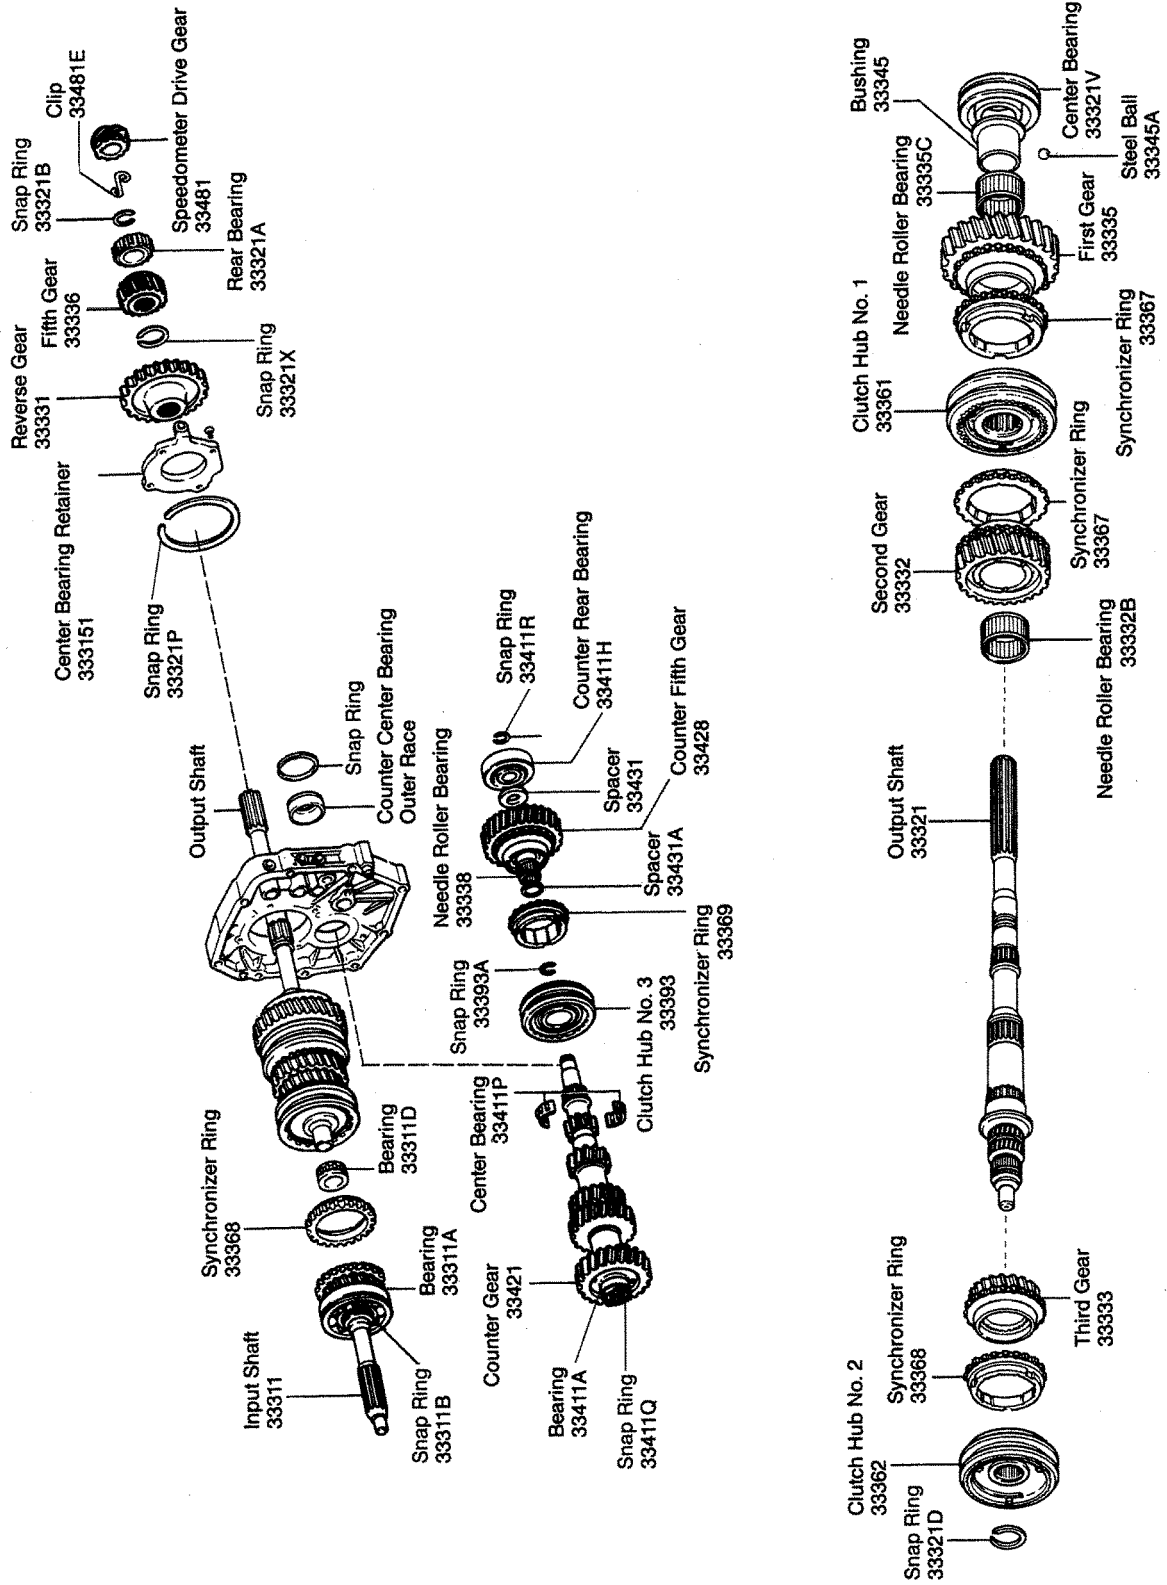 Snap Ring
33321B
Clip
33481E
Speedometer Drive Gear
33481
Rear Bearing
33321A
Fifth Gear
33336
Reverse Gear
33331
Snap Ring
33321X
Center Bearing Retainer
333151
Snap Ring
33321P
Output Shaft
Snap Ring
Counter Center Bearing
Outer Race
Synchronizer Ring
33368
Bearing
33311D
Bearing
33311A
Input Shaft
33311
Snap Ring
33311B
Snap Ring
33411R
Counter Rear Bearing
33411H
Needle Roller Bearing
33338
Spacer
33431
Counter Fifth Gear
33428
Spacer
33431A
Synchronizer Ring
33369
Snap Ring
33393A
Clutch Hub No. 3
33393
Center Bearing
33411P
Counter Gear
33421
Bearing
33411A
Snap Ring
33411Q
Bushing
33345
Center Bearing
33321V
Steel Ball
33345A
Needle Roller Bearing
33335C
First Gear
33335
Clutch Hub No. 1
33361
Synchronizer Ring
33367
Second Gear
33332
Synchronizer Ring
33367
Needle Roller Bearing
33332B
Output Shaft
33321
Synchronizer Ring
33368
Third Gear
33333
Clutch Hub No. 2
33362
Snap Ring
33321D